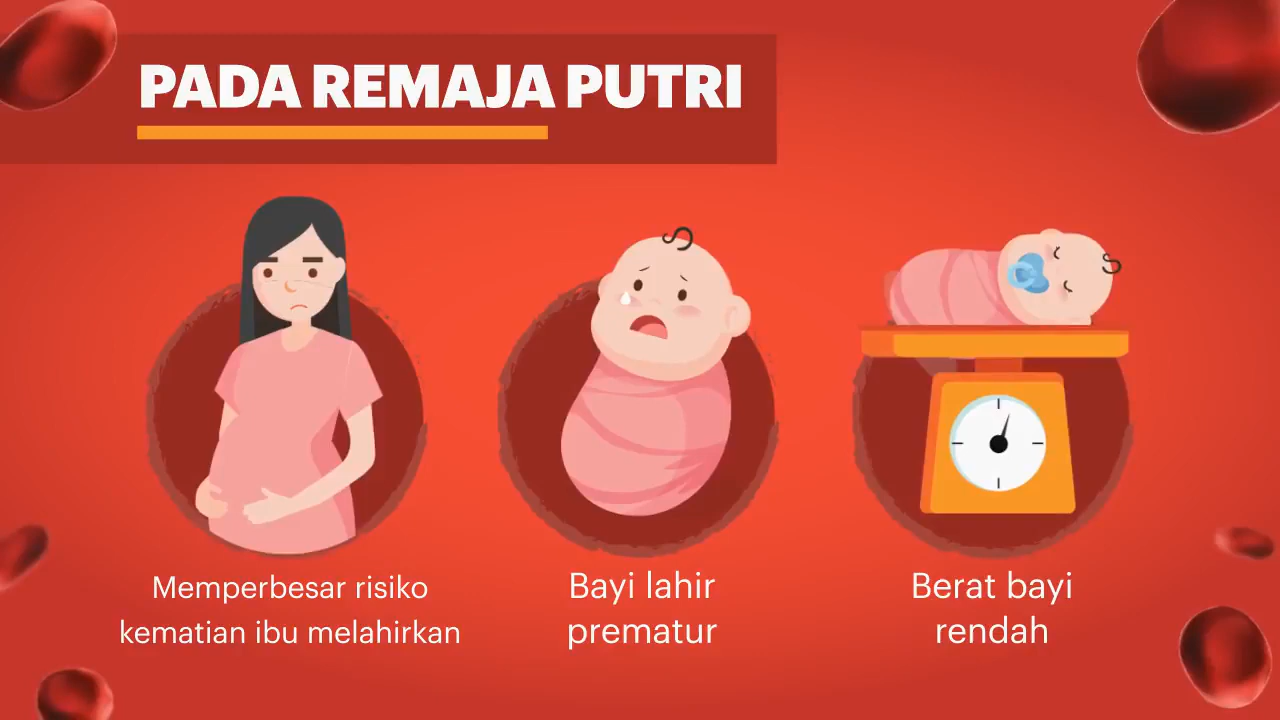 PADA REMAJA PUTRI
Memperbesar risiko
kematian ibu melahirkan
Bayi lahir
prematur
Berat bayi
rendah